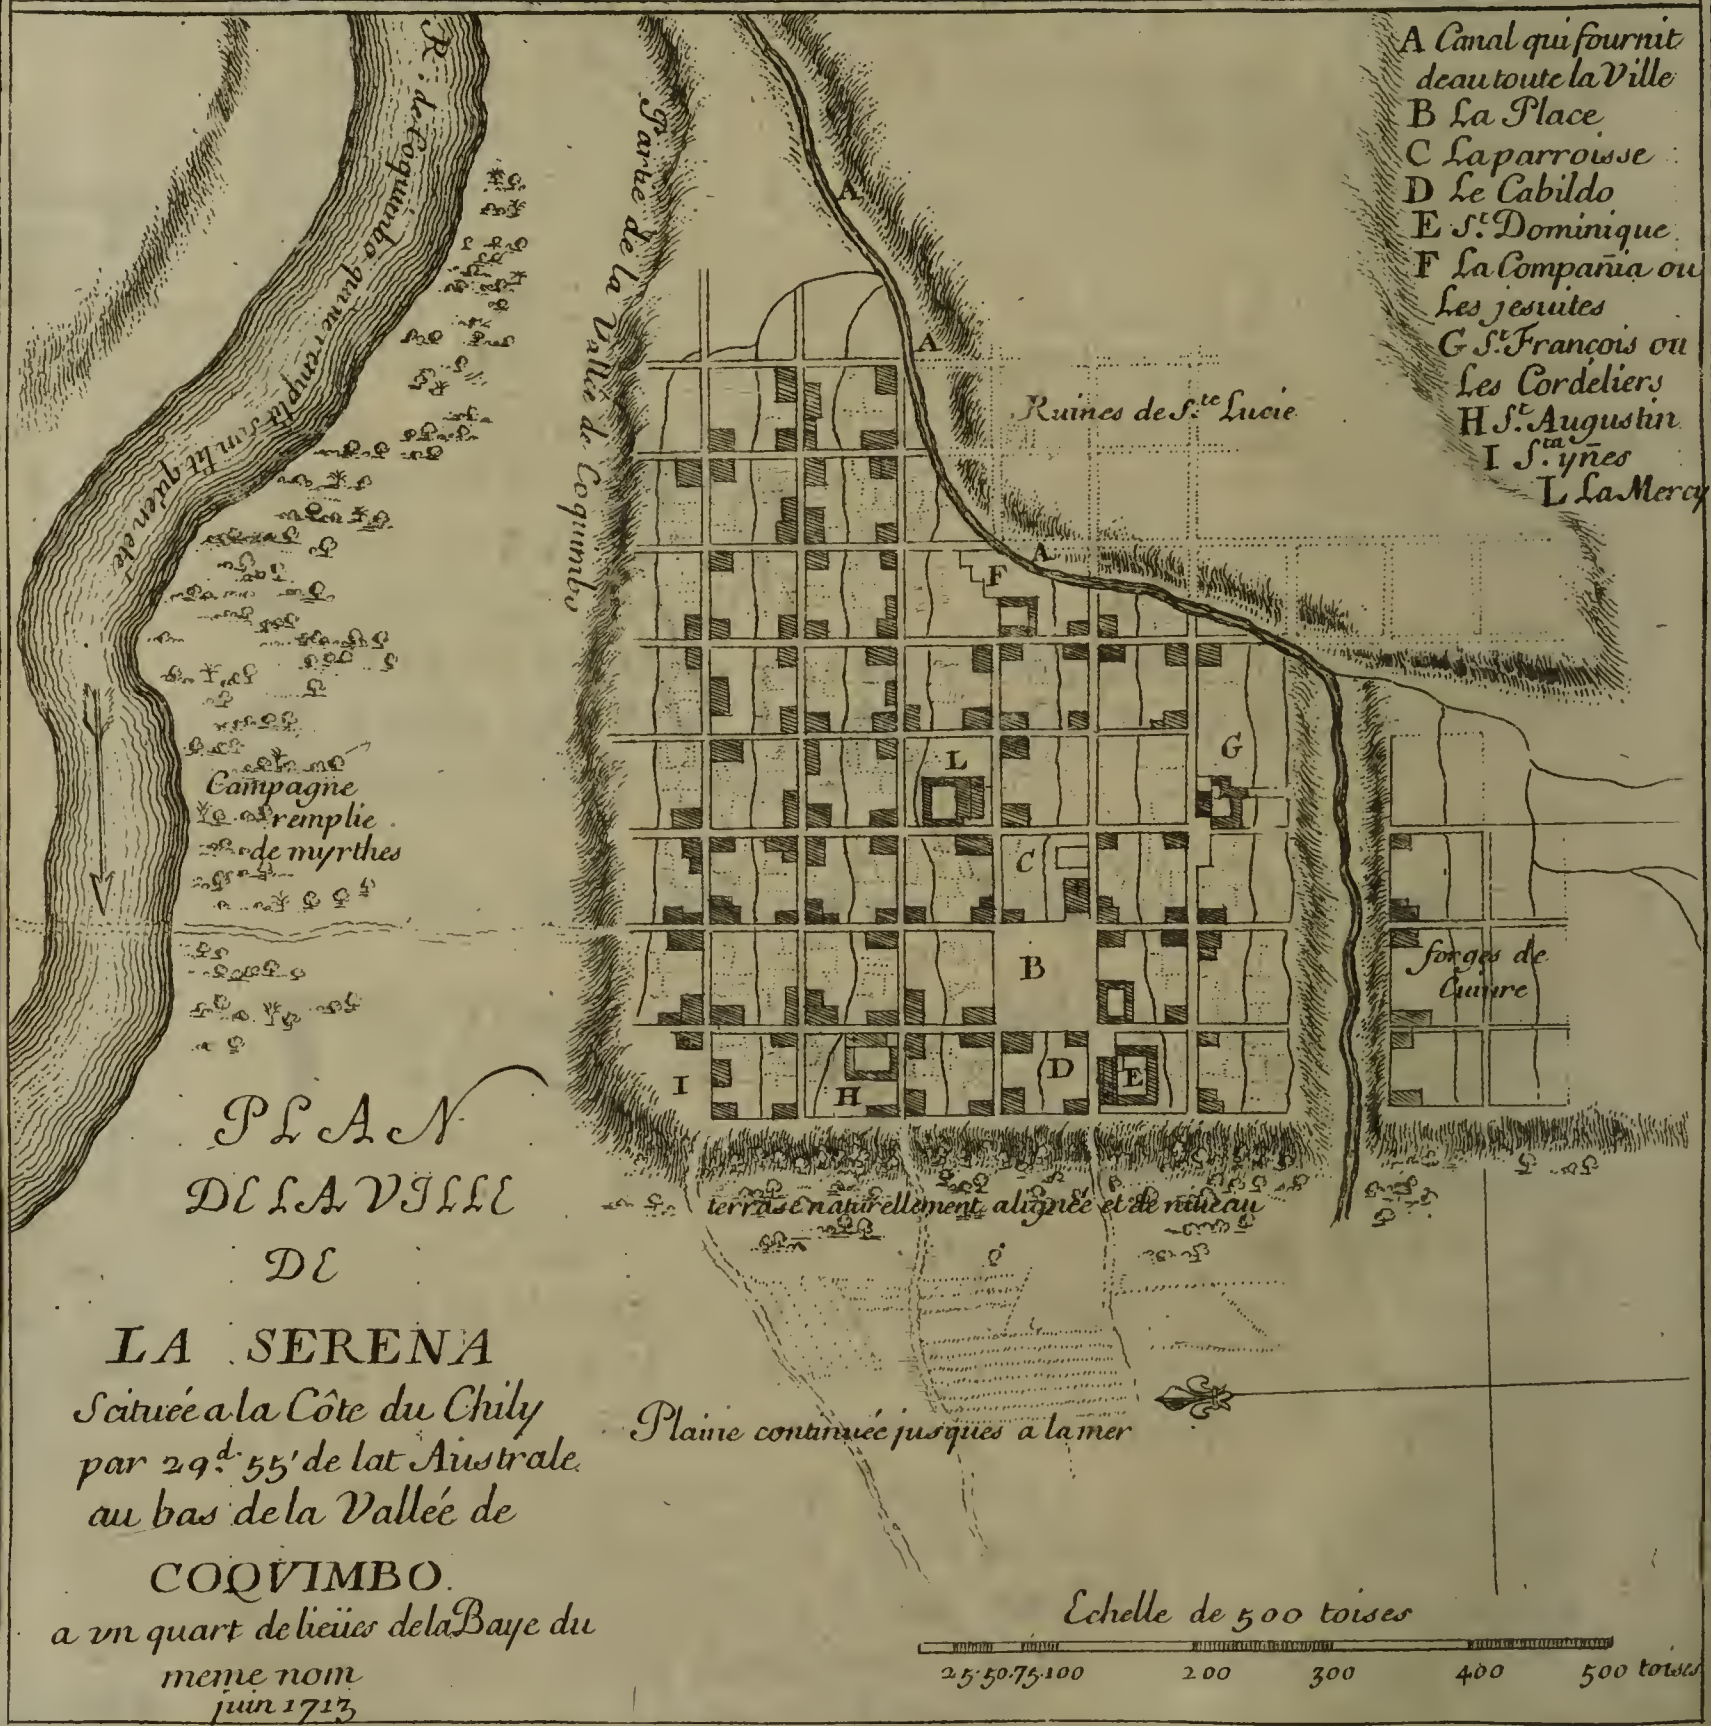 A Canal qui fournit
deau toute la Ville
B La Place
C La parroisse
D Le Cabildo
E S.t Dominique
F La Compañia ou
Les jesuites
G S.t François ou
Les Cordeliers
H S.t Augustin
I S.ta ynes
L La Mercy
R. de Coquimbo qui ne remplit son lit qu'en eté
Partie de la Vallée de Coquimbo
A
A
A
Ruines de S.te Lucie
F
L
G
C
B
I
H
D
E
forges de
Cuivre
Campagne
remplie
de myrthes
terrase naturellement alignée et de niveau
Plaine continuée jusques a la mer
PLAN
DE LA VILLE
DE
LA SERENA
Scituée a la Côte du Chily
par 29.d 55' de lat Australe
au bas de la Valleé de
COQVIMBO.
a vn quart de lieües de la Baye du
meme nom
juin 1713
Echelle de 500 toises
25.50.75.100 200 300 400 500 toises